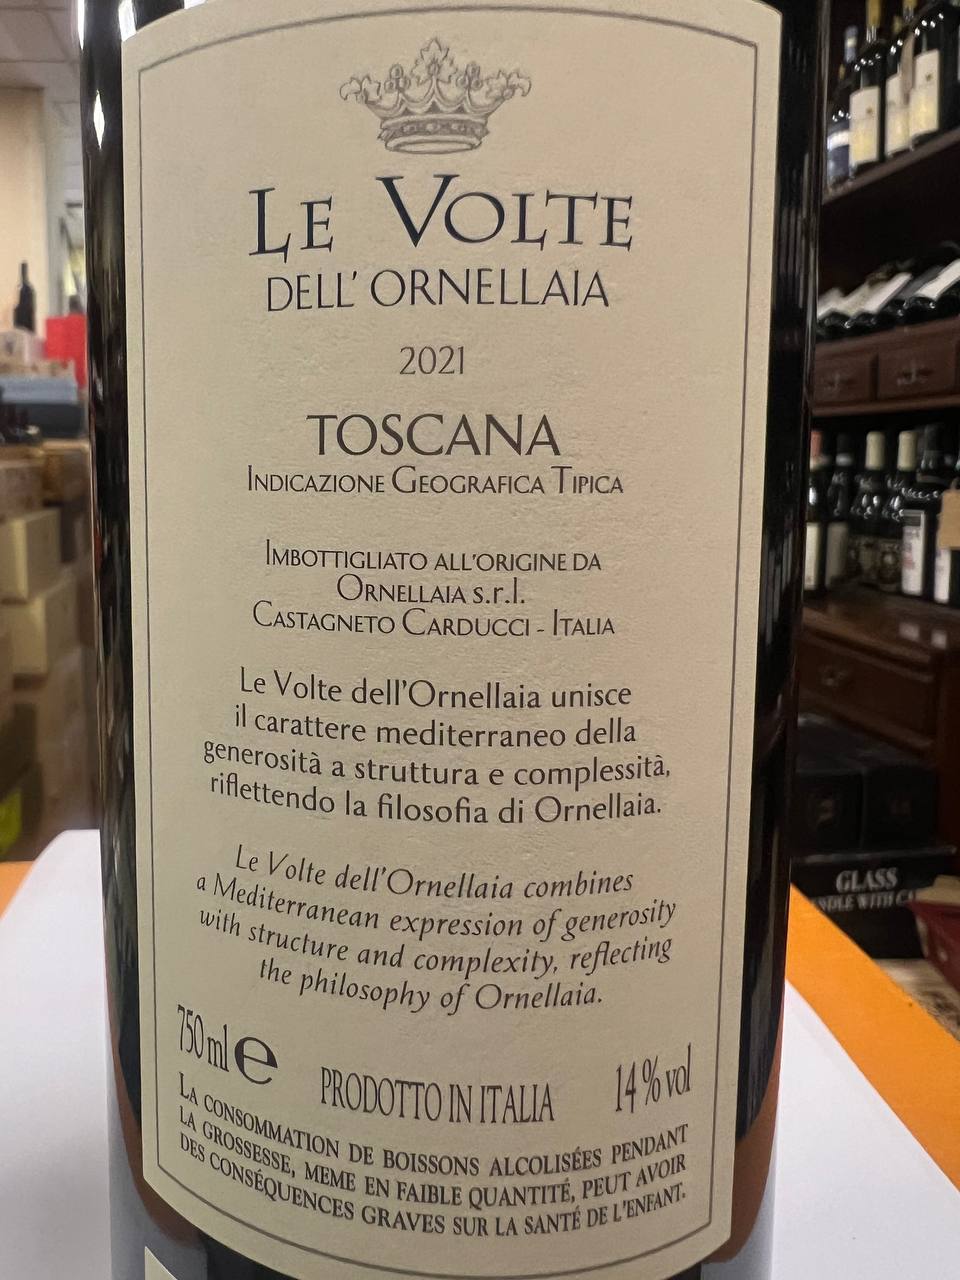 LE VOLTE
DELL' ORNELLAIA
2021
TOSCANA
INDICAZIONE GEOGRAFICA TIPICA
IMBOTTIGLIATO ALL'ORIGINE DA
ORNELLAIA s.r.l.
CASTAGNETO CARDUCCI - ITALIA
Le Volte dell'Ornellaia unisce
il carattere mediterraneo della
generosità a struttura e complessità,
riflettendo la filosofia di Ornellaia.
Le Volte dell'Ornellaia combines
a Mediterranean expression of generosity
with structure and complexity, reflecting
the philosophy of Ornellaia.
750 ml e PRODOTTO IN ITALIA 14 % vol
LA CONSOMMATION DE BOISSONS ALCOLISÉES PENDANT
LA GROSSESSE, MEME EN FAIBLE QUANTITÉ, PEUT AVOIR
DES CONSÉQUENCES GRAVES SUR LA SANTÉ DE L'ENFANT.
GLASS
WITH